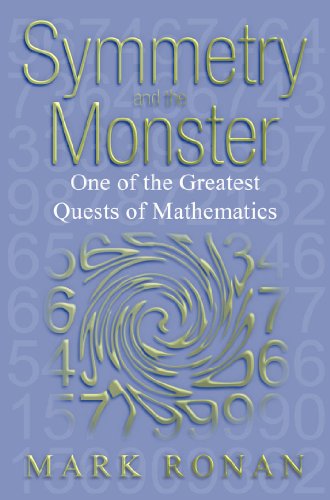 Symmetry
and the
Monster
One of the Greatest
Quests of Mathematics
MARK RONAN